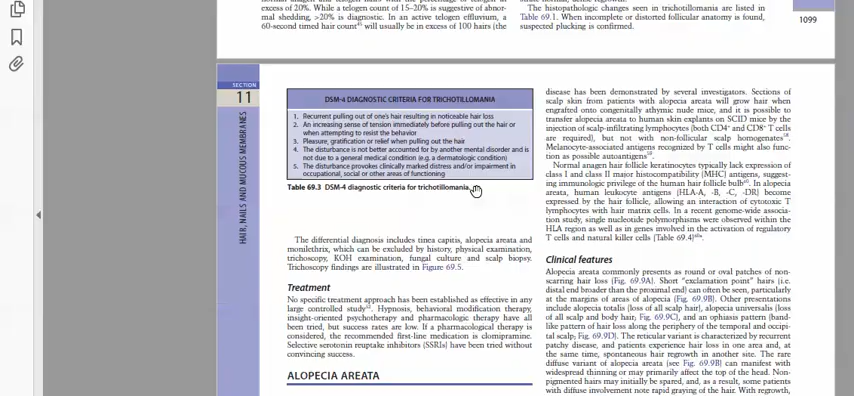 normal anagen and telogen rates with the percentage of telogen in
excess of 20%. While a telogen count of 15–20% is suggestive of abnor-
mal shedding, >20% is diagnostic. In an active telogen effluvium, a
60-second timed hair count will usually be in excess of 100 hairs (the
The histopathologic changes seen in trichotillomania are listed in
Table 69.1. When incomplete or distorted follicular anatomy is found,
suspected plucking is confirmed.
1099
SECTION
11
HAIR, NAILS AND MUCOUS MEMBRANES
DSM-4 DIAGNOSTIC CRITERIA FOR TRICHOTILLOMANIA
1. Recurrent pulling out of one's hair resulting in noticeable hair loss
2. An increasing sense of tension immediately before pulling out the hair or
when attempting to resist the behavior
3. Pleasure, gratification or relief when pulling out the hair
4. The disturbance is not better accounted for by another mental disorder and is
not due to a general medical condition (e.g. a dermatologic condition)
5. The disturbance provokes clinically marked distress and/or impairment in
occupational, social or other areas of functioning
Table 69.3 DSM-4 diagnostic criteria for trichotillomania.
The differential diagnosis includes tinea capitis, alopecia areata and
monilethrix, which can be excluded by history, physical examination,
trichoscopy, KOH examination, fungal culture and scalp biopsy.
Trichoscopy findings are illustrated in Figure 69.5.
Treatment
No specific treatment approach has been established as effective in any
large controlled study. Hypnosis, behavioral modification therapy,
insight-oriented psychotherapy and pharmacologic therapy have all
been tried, but success rates are low. If a pharmacological therapy is
considered, the recommended first-line medication is clomipramine.
Selective serotonin reuptake inhibitors (SSRIs) have been tried without
convincing success.
ALOPECIA AREATA
disease has been demonstrated by several investigators. Sections of
scalp skin from patients with alopecia areata will grow hair when
engrafted onto congenitally athymic nude mice, and it is possible to
transfer alopecia areata to human skin explants on SCID mice by the
injection of scalp-infiltrating lymphocytes (both CD4⁺ and CD8⁺ T cells
are required), but not with non-follicular scalp homogenates
Melanocyte-associated antigens recognized by T cells might also func-
tion as possible autoantigens
Normal anagen hair follicle keratinocytes typically lack expression of
class I and class II major histocompatibility (MHC) antigens, suggest-
ing immunologic privilege of the human hair follicle bulb. In alopecia
areata, human leukocyte antigens (HLA-A, -B, -C, -DR) become
expressed by the hair follicle, allowing an interaction of cytotoxic T
lymphocytes with hair matrix cells. In a recent genome-wide associa-
tion study, single nucleotide polymorphisms were observed within the
HLA region as well as in genes involved in the activation of regulatory
T cells and natural killer cells (Table 69.4)
Clinical features
Alopecia areata commonly presents as round or oval patches of non-
scarring hair loss (Fig. 69.9A). Short "exclamation point" hairs (i.e.
distal end broader than the proximal end) can often be seen, particularly
at the margins of areas of alopecia (Fig. 69.9B). Other presentations
include alopecia totalis (loss of all scalp hair), alopecia universalis (loss
of all scalp and body hair; Fig. 69.9C), and an ophiasis pattern (band-
like pattern of hair loss along the periphery of the temporal and occipi-
tal scalp; Fig. 69.9D). The reticular variant is characterized by recurrent
patchy disease, and patients experience hair loss in one area and, at
the same time, spontaneous hair regrowth in another site. The rare
diffuse variant of alopecia areata (see Fig. 69.9B) can manifest with
widespread thinning or may primarily affect the top of the head. Non-
pigmented hairs may initially be spared, and, as a result, some patients
with diffuse involvement note rapid graying of the hair. With regrowth,